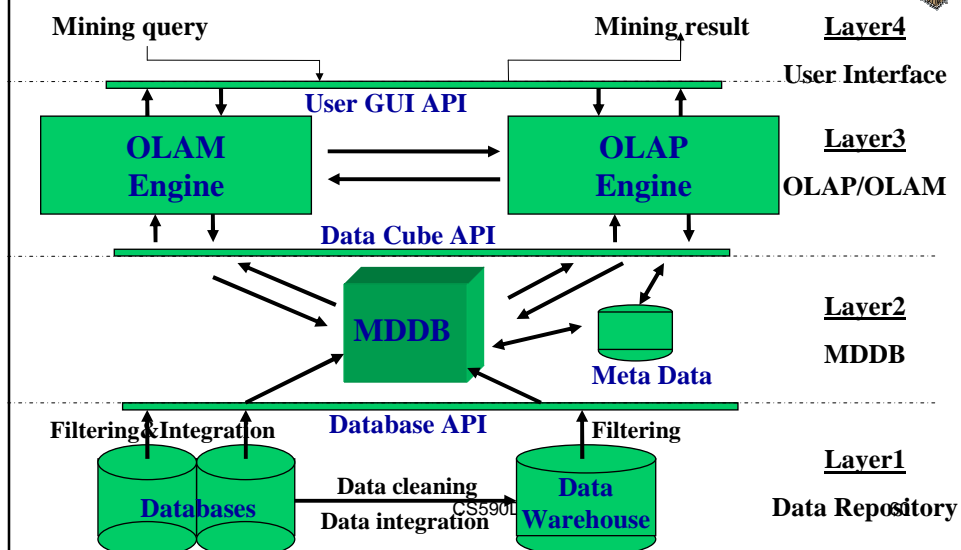 Mining query
Mining result
Layer4
User Interface
User GUI API
OLAM
Engine
OLAP
Engine
Layer3
OLAP/OLAM
Data Cube API
MDDB
Meta Data
Layer2
MDDB
Filtering&Integration
Database API
Filtering
Databases
Data cleaning
Data integration
CS590D
Data
Warehouse
Layer1
Data Repository